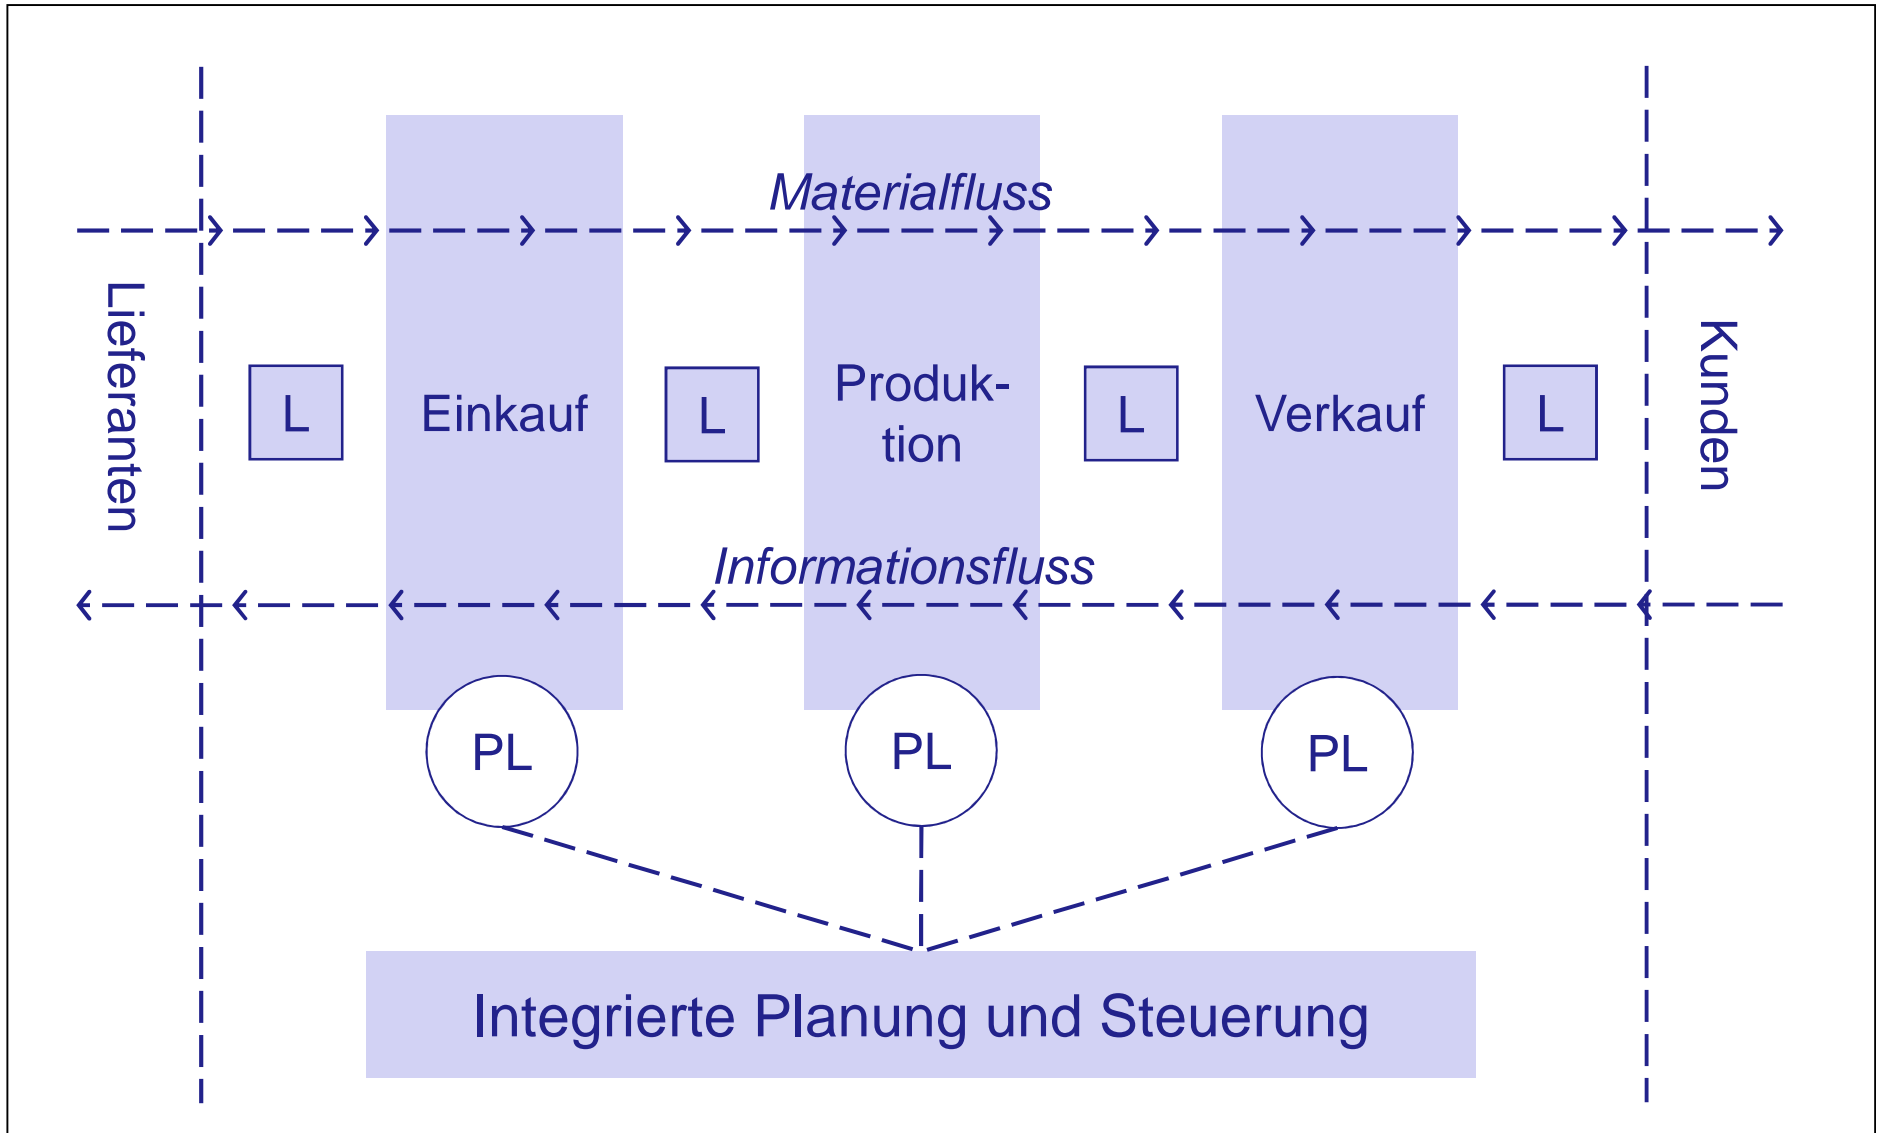 Materialfluss
Lieferanten
L
Einkauf
L
Produk-
tion
L
Verkauf
L
Kunden
Informationsfluss
PL
PL
PL
Integrierte Planung und Steuerung